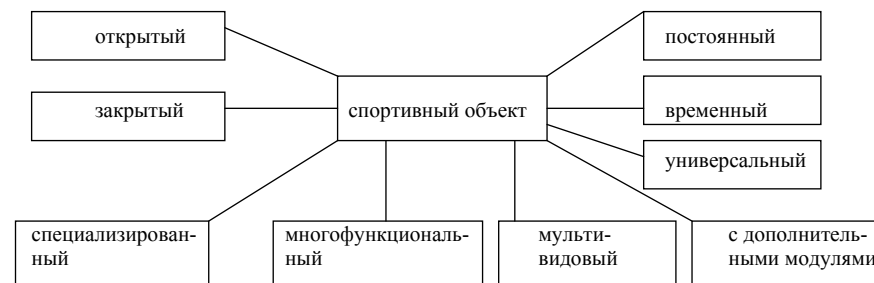 открытый
постоянный
закрытый
спортивный объект
временный
универсальный
специализирован-
ный
многофункциональ-
ный
мульти-
видовый
с дополнитель-
ными модулями